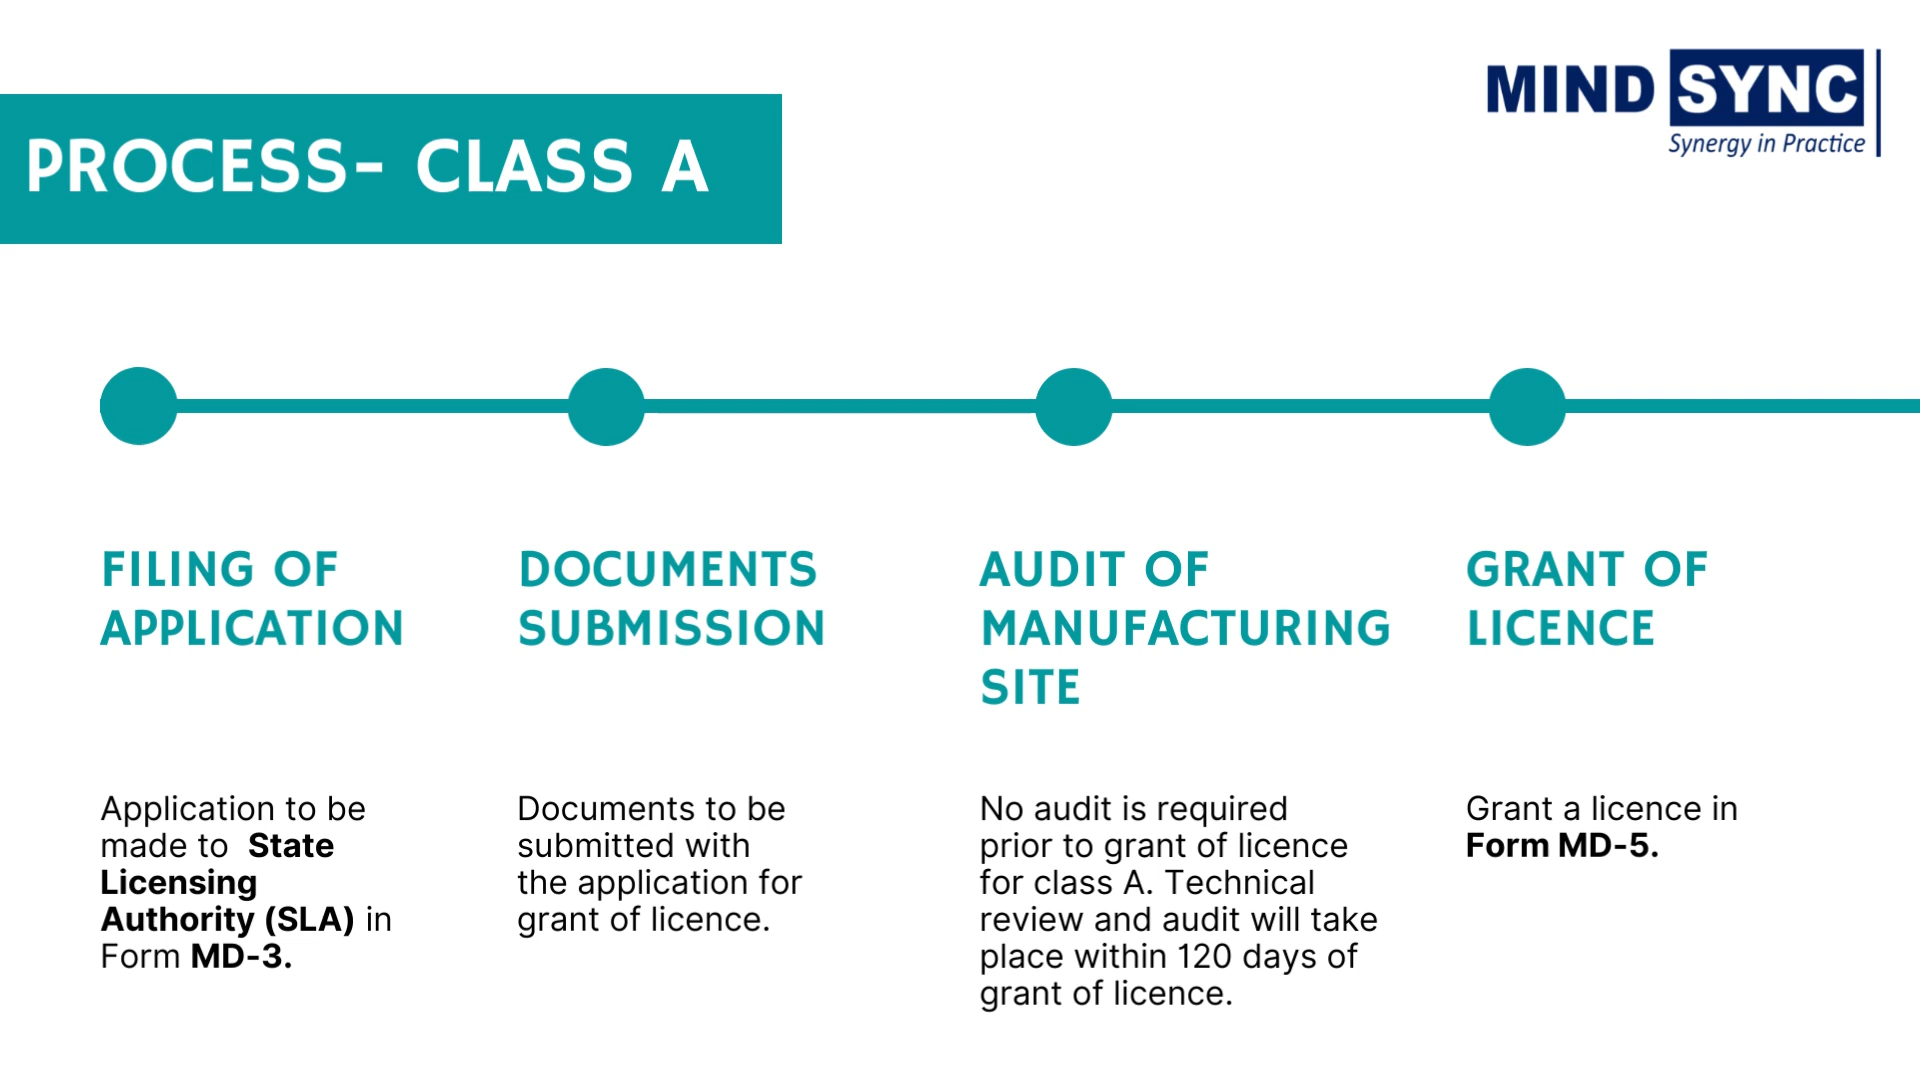 MIND SYNC
Synergy in Practice
PROCESS- CLASS A
FILING OF
APPLICATION
Application to be
made to State
Licensing
Authority (SLA) in
Form MD-3.
DOCUMENTS
SUBMISSION
Documents to be
submitted with
the application for
grant of licence.
AUDIT OF
MANUFACTURING
SITE
No audit is required
prior to grant of licence
for class A. Technical
review and audit will take
place within 120 days of
grant of licence.
GRANT OF
LICENCE
Grant a licence in
Form MD-5.